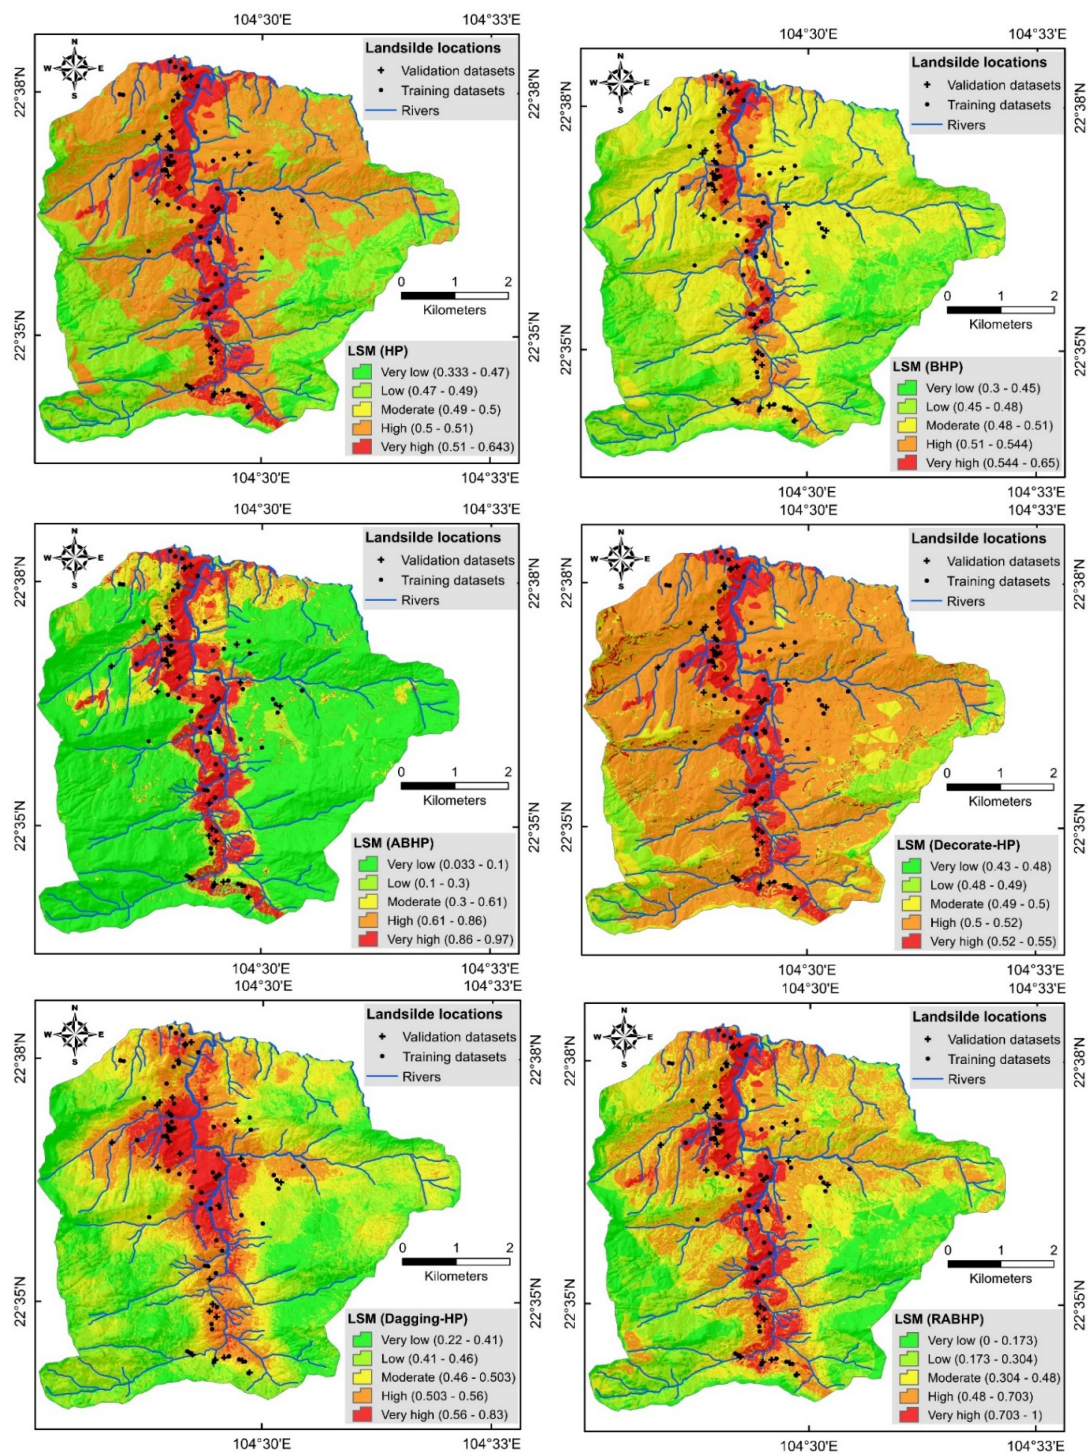 104°30'E 104°33'E
22°38'N
N
W E
S
Landsilde locations
Validation datasets
Training datasets
Rivers
0 1 2
Kilometers
22°35'N
LSM (HP)
Very low (0.333 - 0.47)
Low (0.47 - 0.49)
Moderate (0.49 - 0.5)
High (0.5 - 0.51)
Very high (0.51 - 0.643)
104°30'E 104°33'E
104°30'E 104°33'E
22°38'N
N
W E
S
Landsilde locations
Validation datasets
Training datasets
Rivers
22°38'N
0 1 2
Kilometers
22°35'N
LSM (BHP)
Very low (0.3 - 0.45)
Low (0.45 - 0.48)
Moderate (0.48 - 0.51)
High (0.51 - 0.544)
Very high (0.544 - 0.65)
22°35'N
104°30'E 104°33'E
104°30'E 104°33'E
22°38'N
N
W E
S
Landsilde locations
Validation datasets
Training datasets
Rivers
0 1 2
Kilometers
22°35'N
LSM (ABHP)
Very low (0.033 - 0.1)
Low (0.1 - 0.3)
Moderate (0.3 - 0.61)
High (0.61 - 0.86)
Very high (0.86 - 0.97)
104°30'E 104°33'E
104°30'E 104°33'E
22°38'N
N
W E
S
Landsilde locations
Validation datasets
Training datasets
Rivers
22°38'N
0 1 2
Kilometers
22°35'N
LSM (Decorate-HP)
Very low (0.43 - 0.48)
Low (0.48 - 0.49)
Moderate (0.49 - 0.5)
High (0.5 - 0.52)
Very high (0.52 - 0.55)
22°35'N
104°30'E 104°33'E
104°30'E 104°33'E
22°38'N
N
W E
S
Landsilde locations
Validation datasets
Training datasets
Rivers
0 1 2
Kilometers
22°35'N
LSM (Dagging-HP)
Very low (0.22 - 0.41)
Low (0.41 - 0.46)
Moderate (0.46 - 0.503)
High (0.503 - 0.56)
Very high (0.56 - 0.83)
104°30'E 104°33'E
104°30'E 104°33'E
22°38'N
N
W E
S
Landsilde locations
Validation datasets
Training datasets
Rivers
22°38'N
0 1 2
Kilometers
22°35'N
LSM (RABHP)
Very low (0 - 0.173)
Low (0.173 - 0.304)
Moderate (0.304 - 0.48)
High (0.48 - 0.703)
Very high (0.703 - 1)
22°35'N
104°30'E 104°33'E